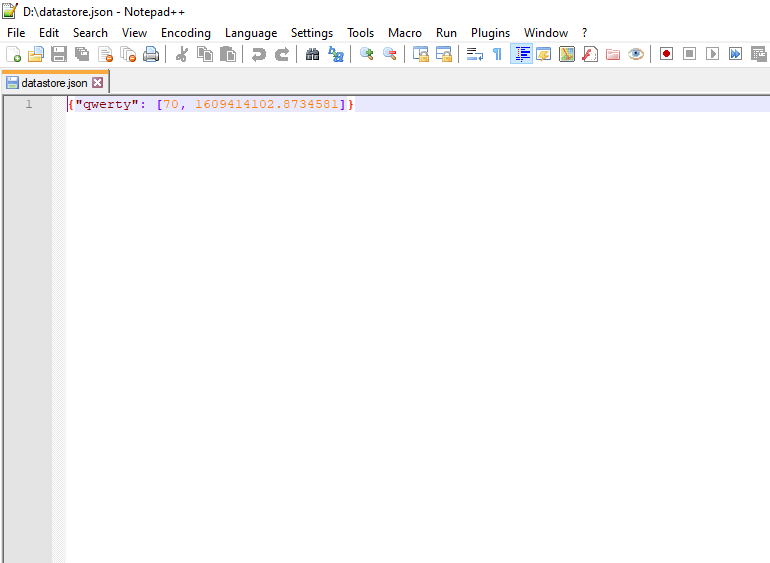 D:\datastore.json - Notepad++
File Edit Search View Encoding Language Settings Tools Macro Run Plugins Window ?
datastore.json
1 {"qwerty": [70, 1609414102.8734581]}